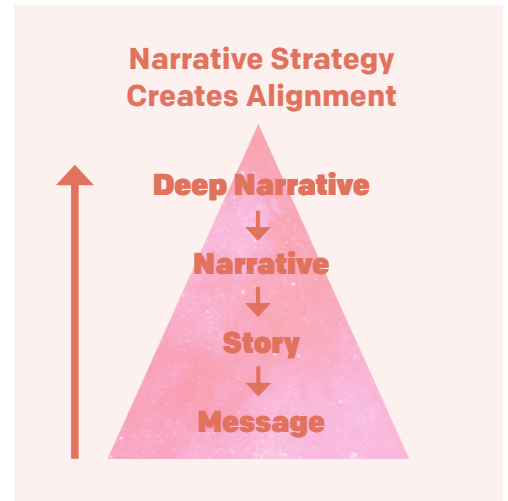 Narrative Strategy
Creates Alignment
Deep Narrative
Narrative
Story
Message